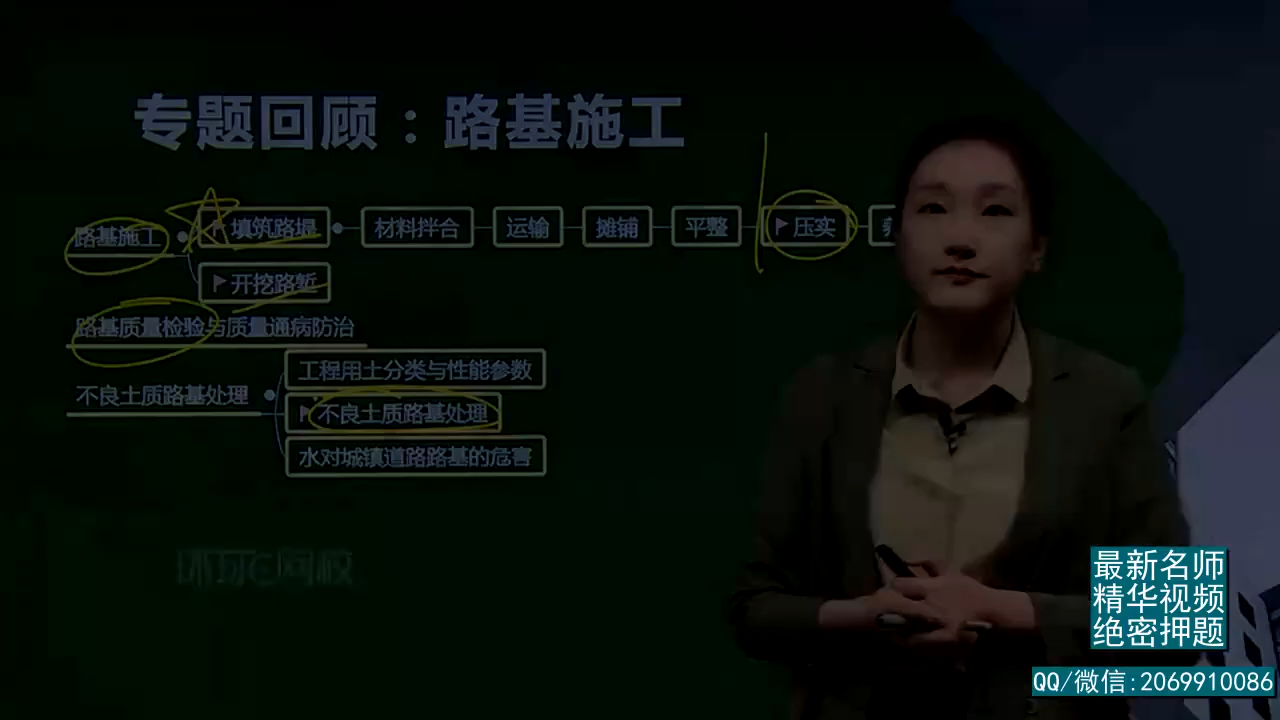 专题回顾：路基施工
路基施工
填筑路堤
材料拌合
运输
摊铺
平整
压实
开挖路堑
路基质量检验与质量通病防治
不良土质路基处理
工程用土分类与性能参数
不良土质路基处理
水对城镇道路路基的危害
环球网校
最新名师
精华视频
绝密押题
QQ/微信:2069910086